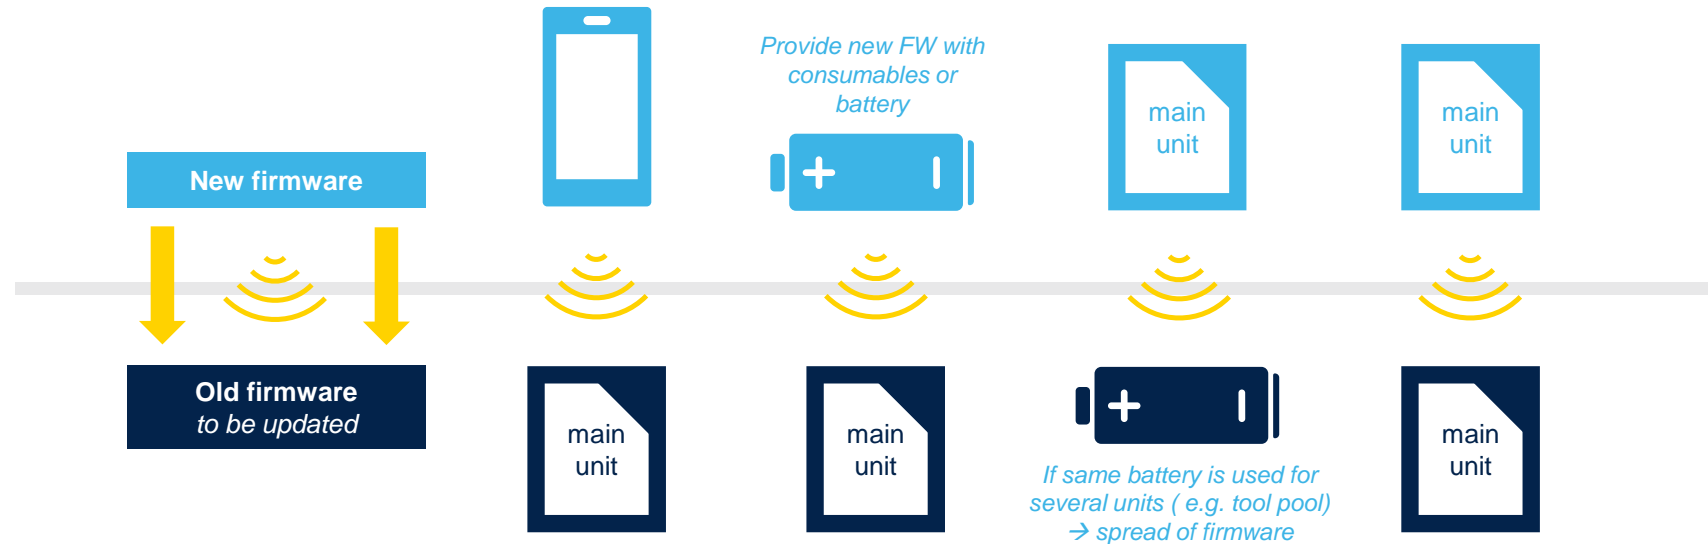 New firmware
Old firmware
to be updated
main
unit
Provide new FW with
consumables or
battery
main
unit
main
unit
If same battery is used for
several units ( e.g. tool pool)
→ spread of firmware
main
unit
main
unit